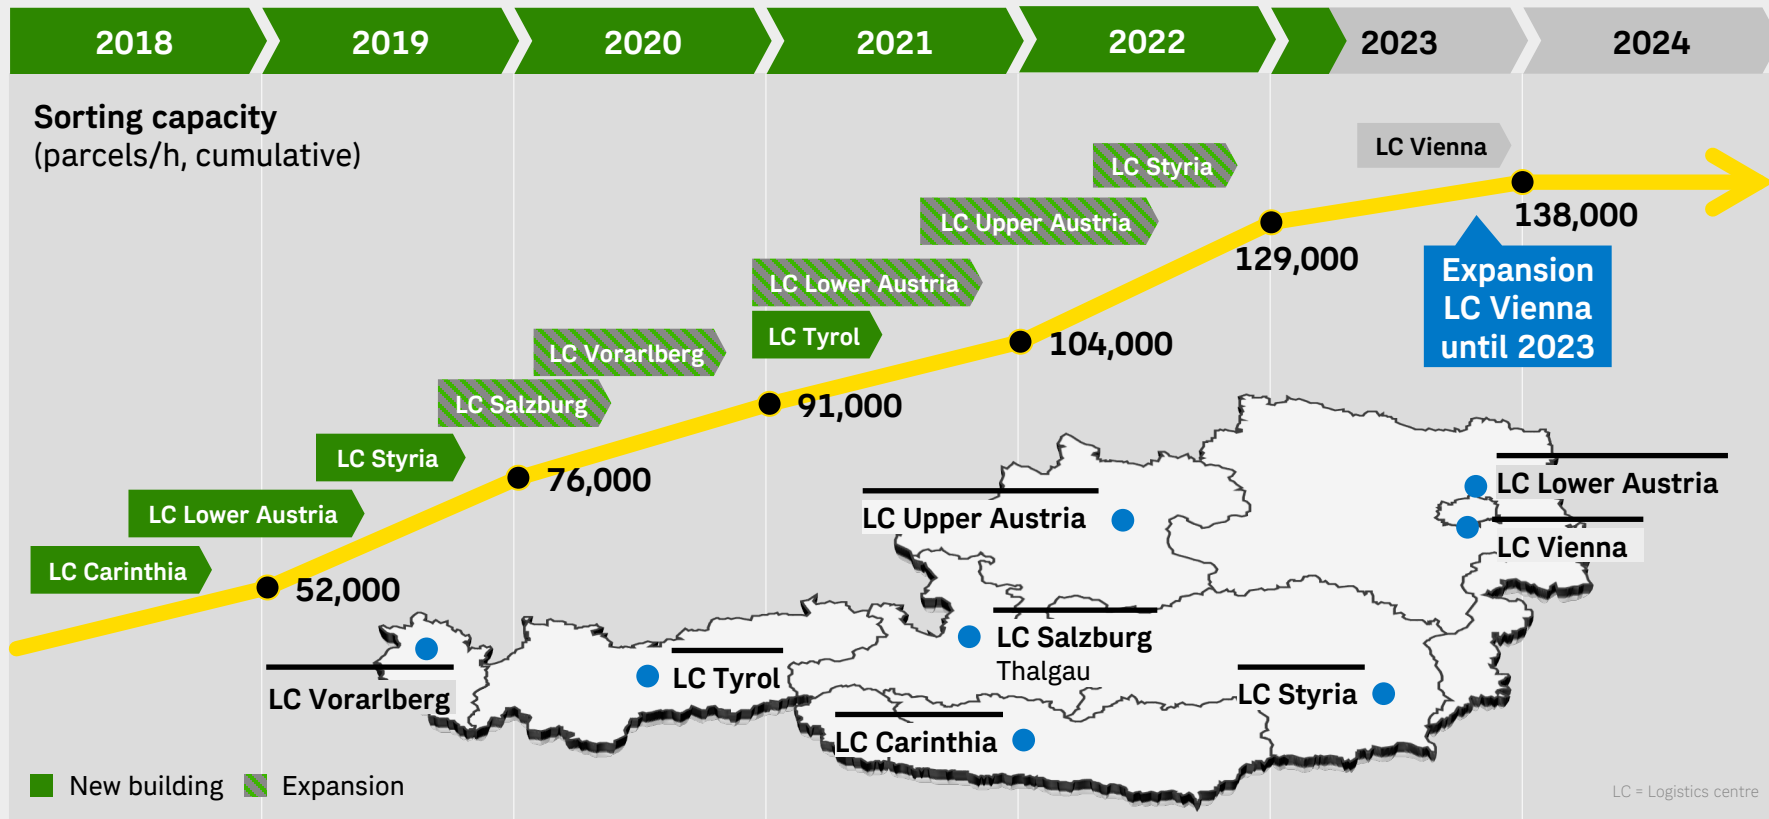 2018
2019
2020
2021
2022
2023
2024
Sorting capacity
(parcels/h, cumulative)
LC Vienna
LC Styria
LC Upper Austria
138,000
129,000
Expansion
LC Vienna
until 2023
LC Lower Austria
LC Tyrol
104,000
LC Vorarlberg
LC Salzburg
91,000
LC Styria
76,000
LC Lower Austria
LC Carinthia
52,000
LC Lower Austria
LC Upper Austria
LC Vienna
LC Salzburg
Thalgau
LC Tyrol
LC Vorarlberg
LC Styria
LC Carinthia
New building
Expansion
LC = Logistics centre